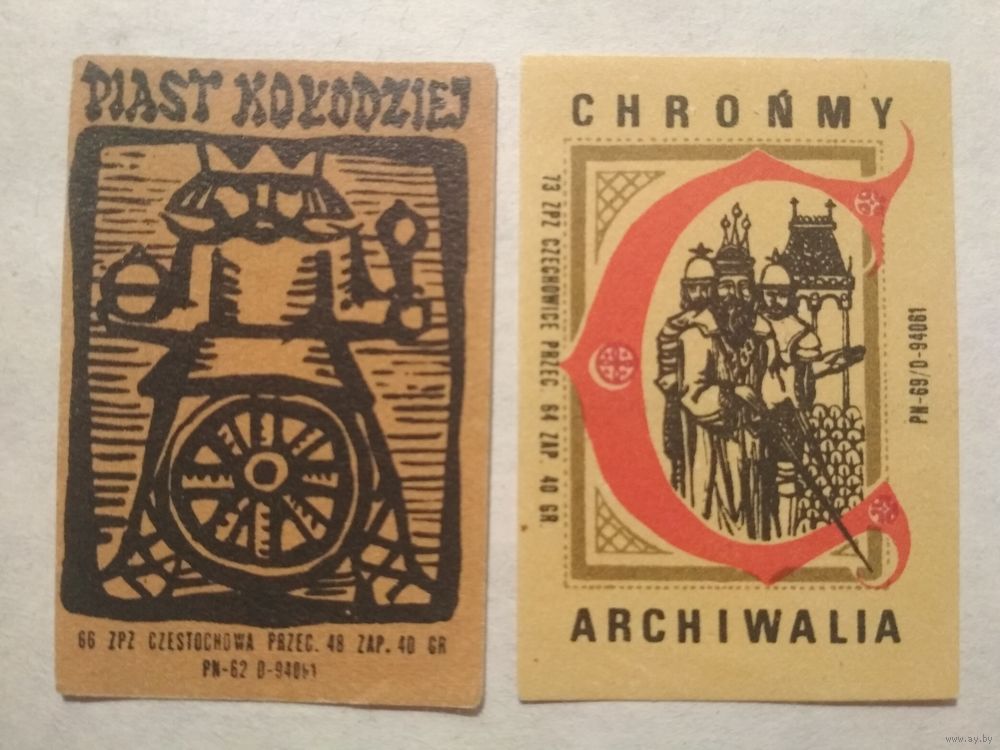 PIAST KOŁODZIEJ
66 ZPZ CZESTOCHOWA PRZEC. 48 ZAP. 40 GR
PN-62 O-94061
CHROŃMY
73 ZPZ CZECHOWICE PRZEC 64 ZAP. 40 GR
C
PN-69/O-94061
ARCHIWALIA
www.ay.by